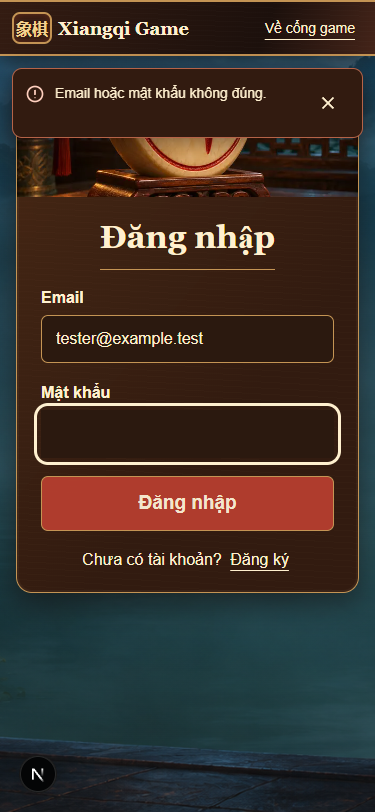 象棋 Xiangqi Game Về cổng game
Email hoặc mật khẩu không đúng.
Đăng nhập
Email
tester@example.test
Mật khẩu
Đăng nhập
Chưa có tài khoản? Đăng ký
N